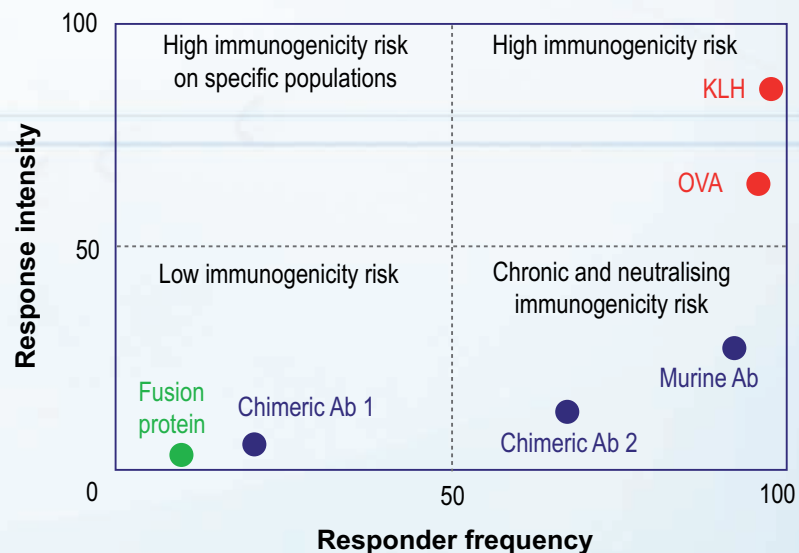 100
High immunogenicity risk
on specific populations
High immunogenicity risk
KLH
OVA
Response intensity
50
Low immunogenicity risk
Chronic and neutralising
immunogenicity risk
Murine Ab
Fusion
protein
Chimeric Ab 1
Chimeric Ab 2
0
50
100
Responder frequency